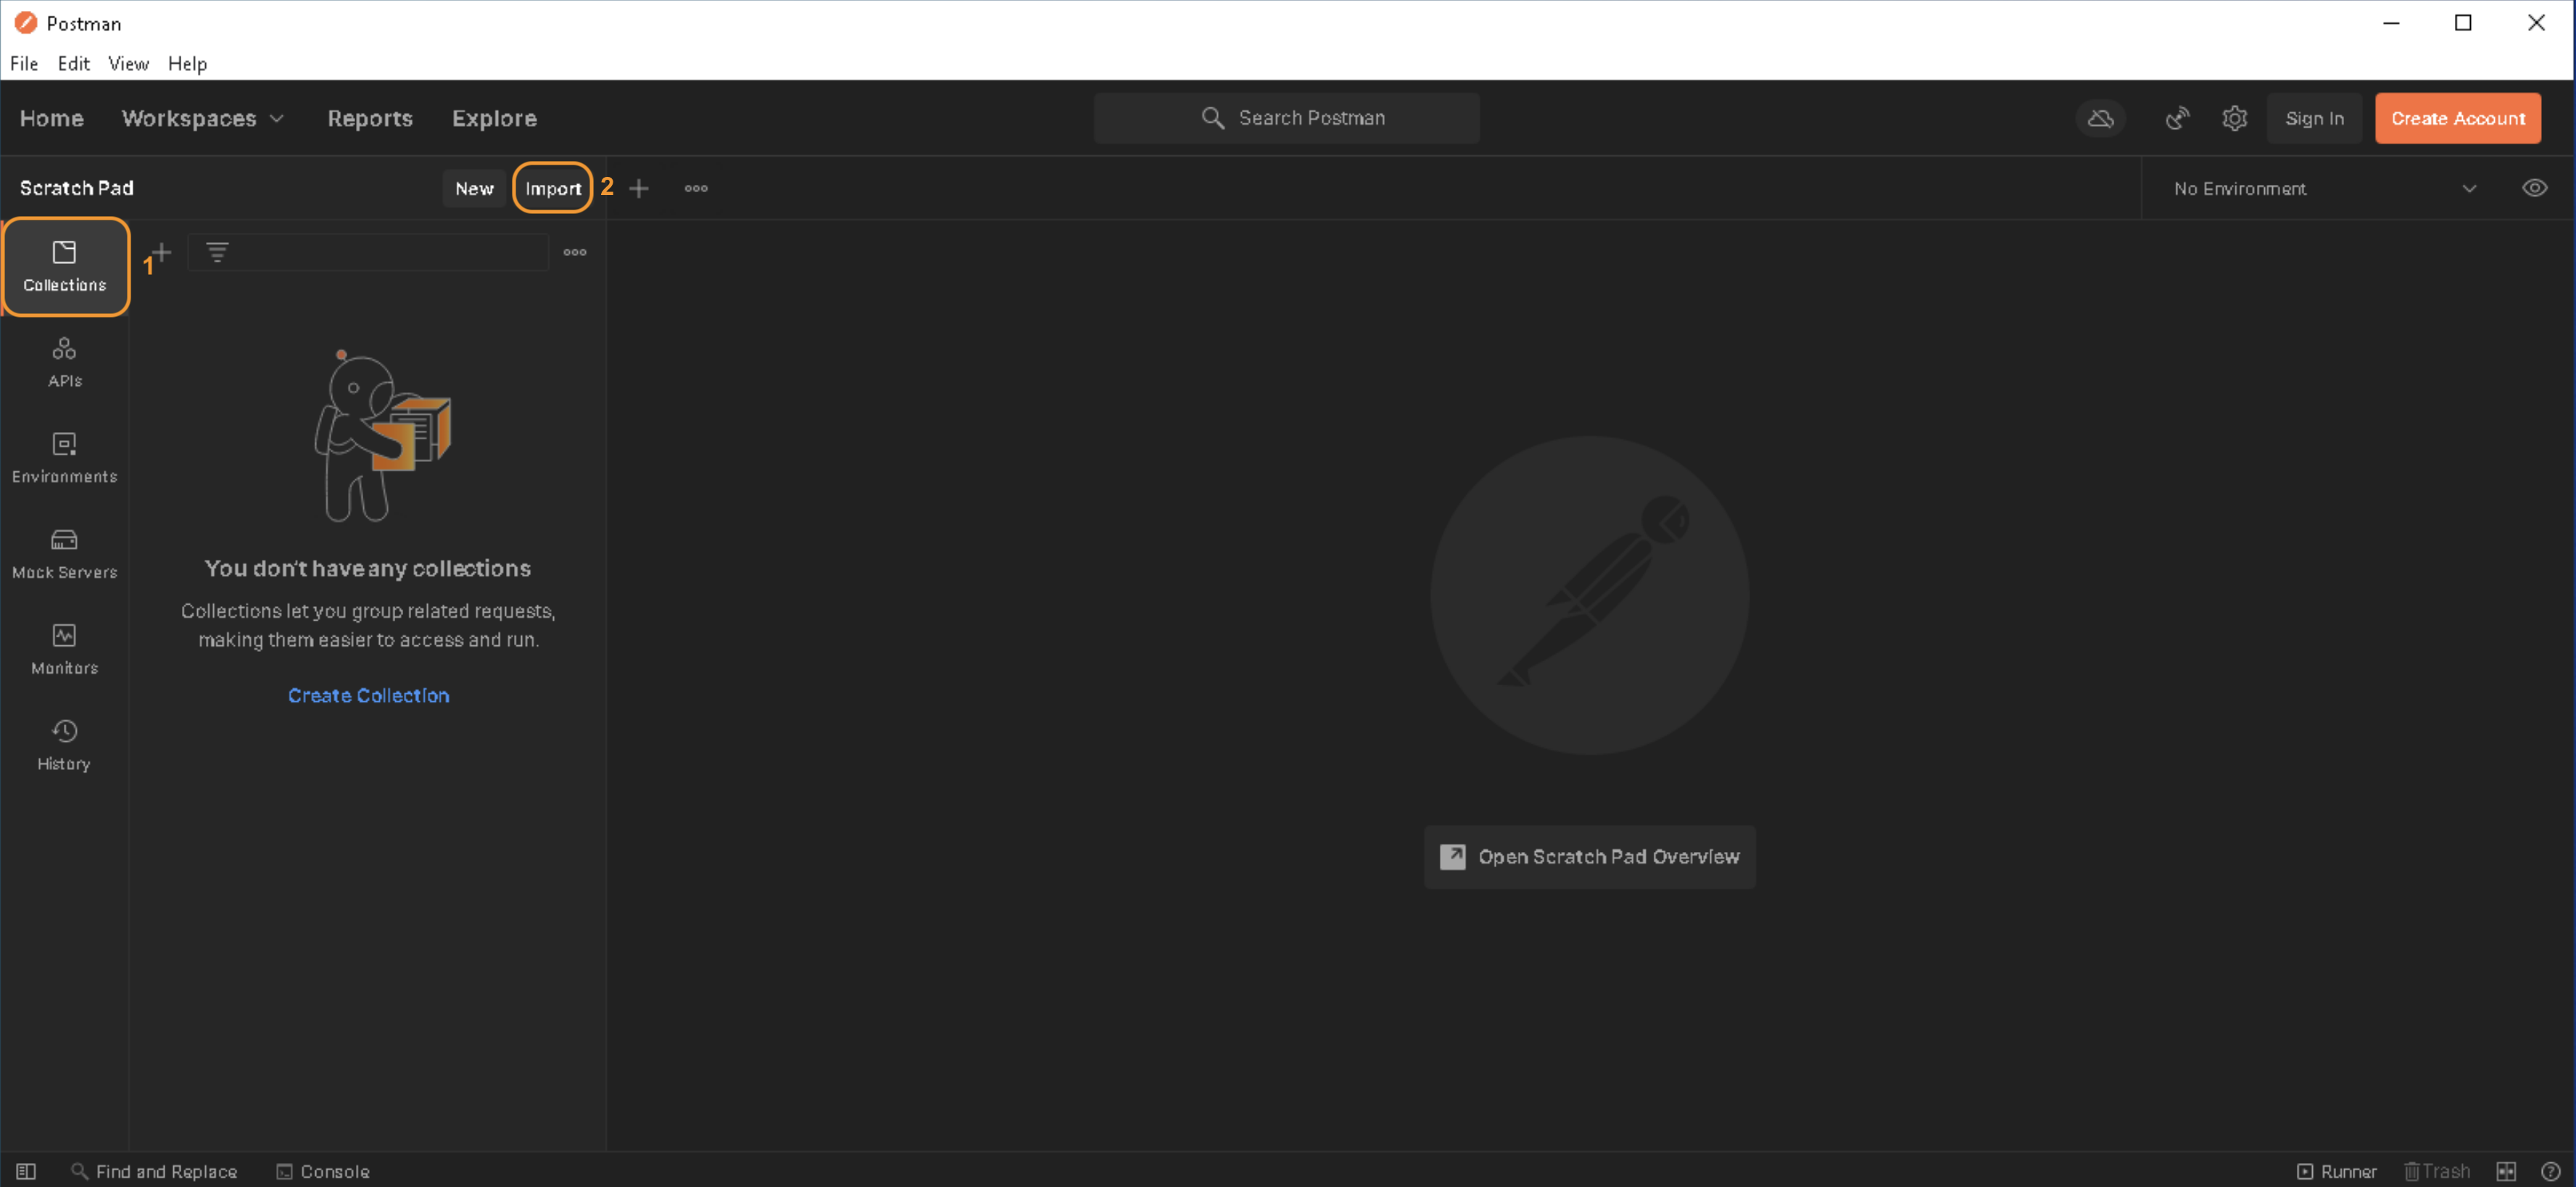 Postman
File Edit View Help
Home Workspaces Reports Explore Search Postman Sign In Create Account
Scratch Pad New Import 2 No Environment
1
Collections
APIs
Environments
Mock Servers
Monitors
History
You don't have any collections
Collections let you group related requests,
making them easier to access and run.
Create Collection
Open Scratch Pad Overview
Find and Replace Console Runner Trash